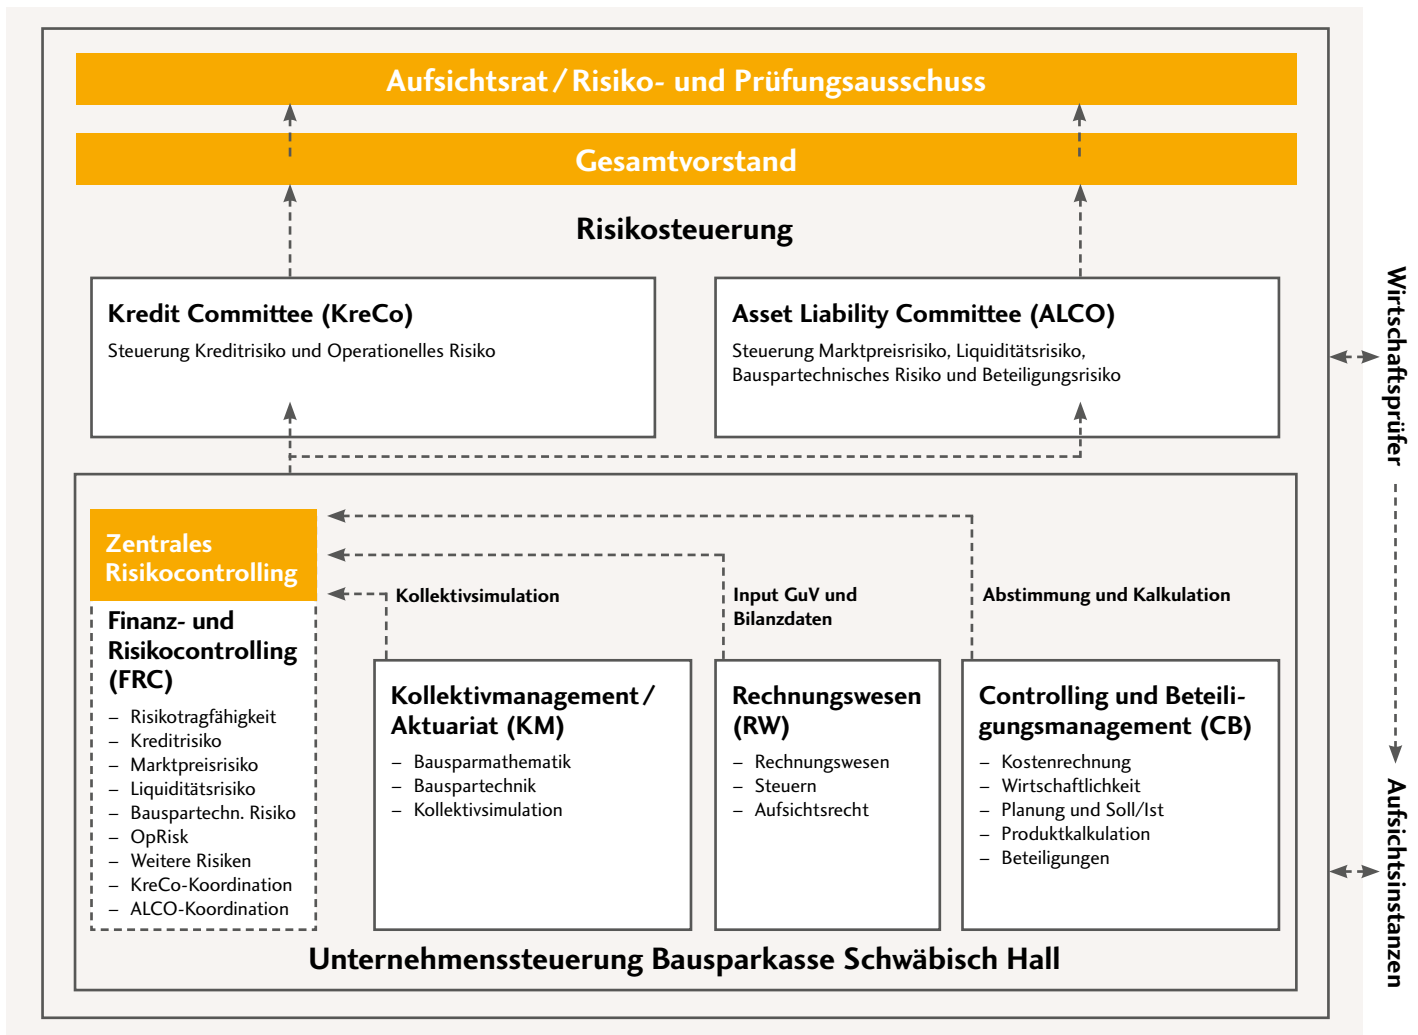 Aufsichtsrat / Risiko- und Prüfungsausschuss
Gesamtvorstand
Risikosteuerung
Kredit Committee (KreCo)
Steuerung Kreditrisiko und Operationelles Risiko
Asset Liability Committee (ALCO)
Steuerung Marktpreisrisiko, Liquiditätsrisiko,
Bauspartechnisches Risiko und Beteiligungsrisiko
Zentrales
Risikocontrolling
Finanz- und
Risikocontrolling
(FRC)
– Risikotragfähigkeit
– Kreditrisiko
– Marktpreisrisiko
– Liquiditätsrisiko
– Bauspartechn. Risiko
– OpRisk
– Weitere Risiken
– KreCo-Koordination
– ALCO-Koordination
Kollektivsimulation
Kollektivmanagement /
Aktuariat (KM)
– Bausparmathematik
– Bauspartechnik
– Kollektivsimulation
Input GuV und
Bilanzdaten
Rechnungswesen
(RW)
– Rechnungswesen
– Steuern
– Aufsichtsrecht
Abstimmung und Kalkulation
Controlling und Beteili-
gungsmanagement (CB)
– Kostenrechnung
– Wirtschaftlichkeit
– Planung und Soll/Ist
– Produktkalkulation
– Beteiligungen
Unternehmenssteuerung Bausparkasse Schwäbisch Hall
Wirtschaftsprüfer
Aufsichtsinstanzen